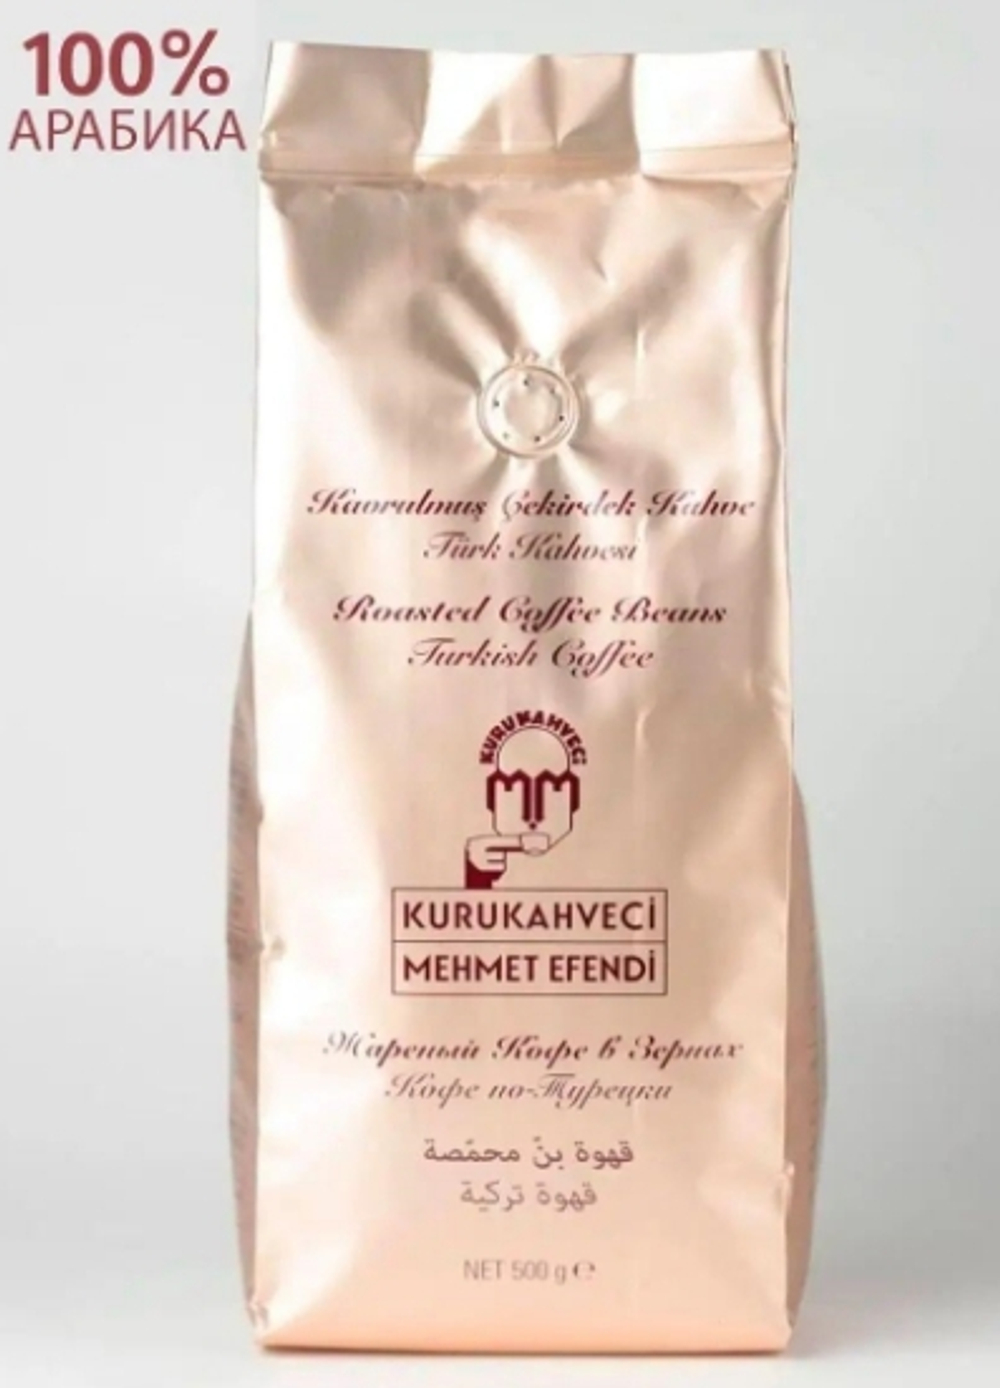 100%
АРАБИКА
Kavrulmuş Çekirdek Kahve
Türk Kahvesi
Roasted Coffee Beans
Turkish Coffee
KURUKAHVECİ
MM
KURUKAHVECİ
MEHMET EFENDİ
Жареный Кофе в Зернах
Кофе по-Турецки
قهوة بنّ محمّصة
قهوة تركية
NET 500 g ℮